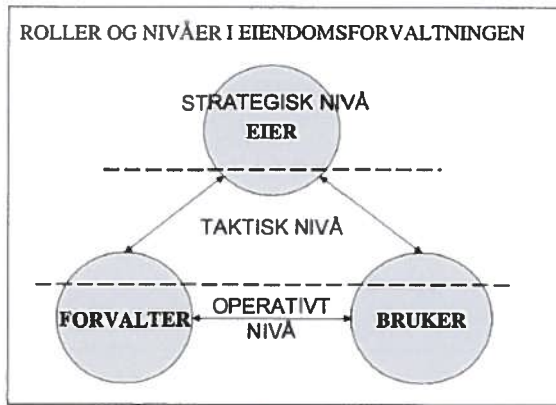 ROLLER OG NIVÅER I EIENDOMSFORVALTNINGEN
STRATEGISK NIVÅ
EIER
TAKTISK NIVÅ
FORVALTER
OPERATIVT
NIVÅ
BRUKER